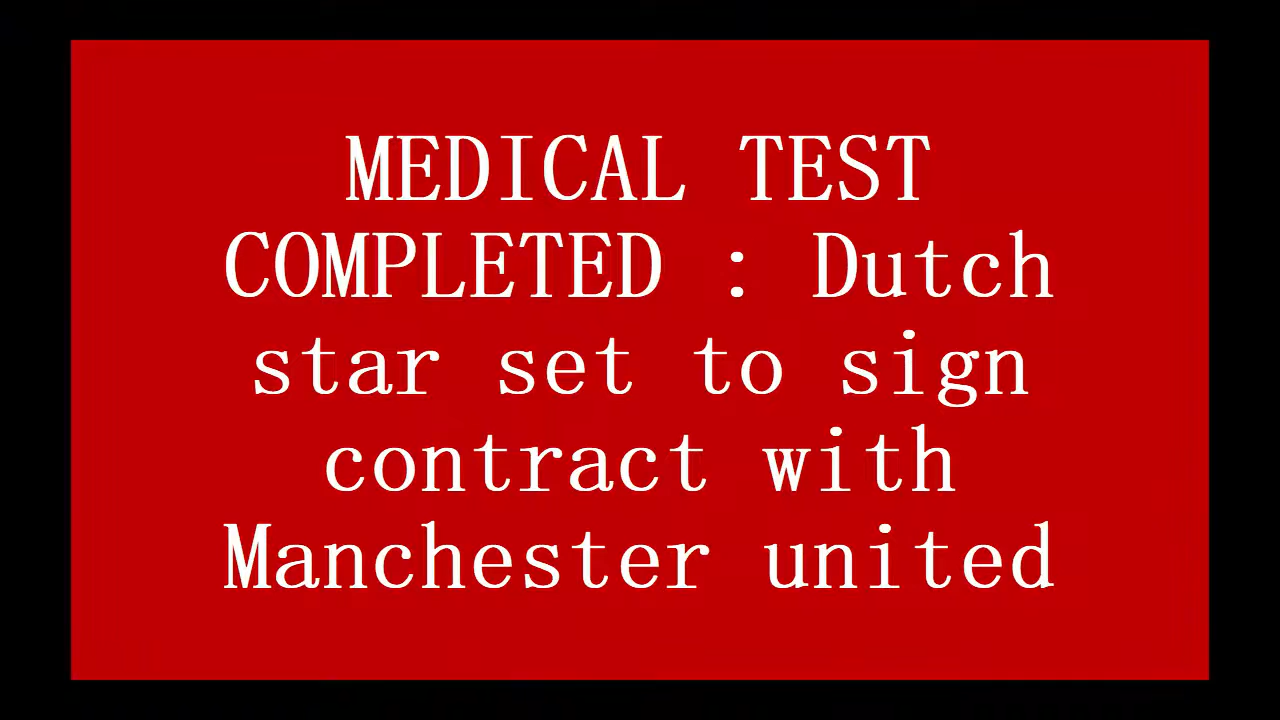 MEDICAL TEST
COMPLETED : Dutch
star set to sign
contract with
Manchester united